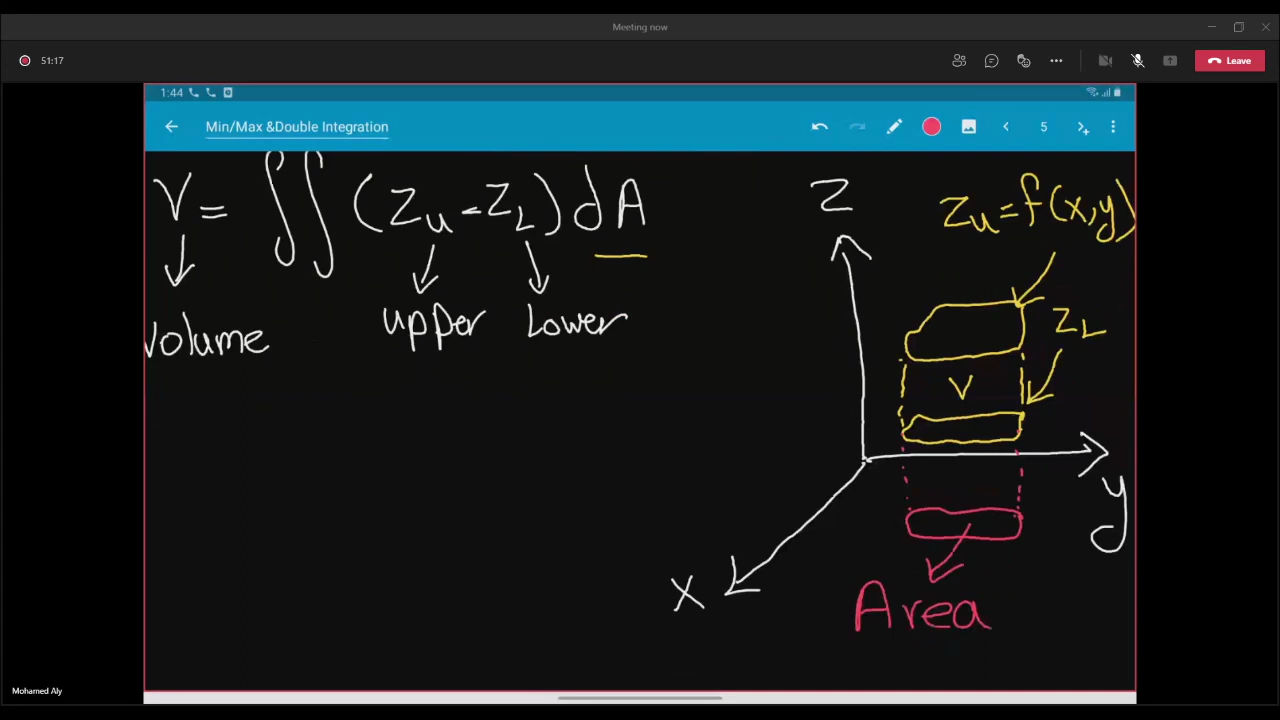 Meeting now
51:17
Leave
1:44
Min/Max &Double Integration
5
V = ∬ (Zu - ZL) dA
Volume
upper
Lower
Z
Zu = f(x,y)
ZL
V
y
X
Area
Mohamed Aly